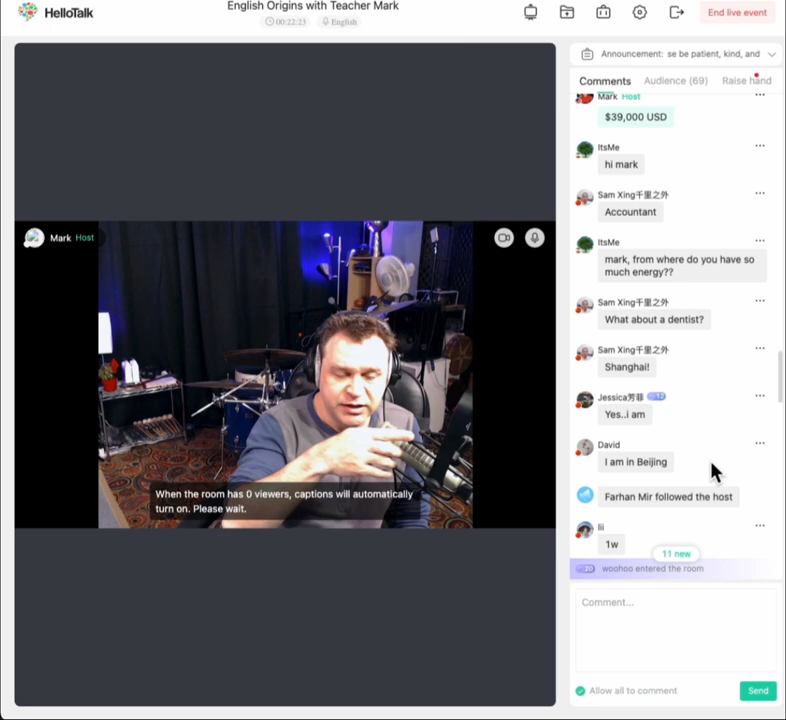 HelloTalk
English Origins with Teacher Mark
00:22:23
English
End live event
Announcement: se be patient, kind, and
Comments
Audience (69)
Raise hand
Mark Host
$39,000 USD
ItsMe
hi mark
Sam Xing千里之外
Accountant
ItsMe
mark, from where do you have so
much energy??
Sam Xing千里之外
What about a dentist?
Sam Xing千里之外
Shanghai!
Jessica芳菲
Yes..i am
David
I am in Beijing
Farhan Mir followed the host
1w
11 new
woohoo entered the room
Comment...
Allow all to comment
Send
Mark Host
When the room has 0 viewers, captions will automatically
turn on. Please wait.